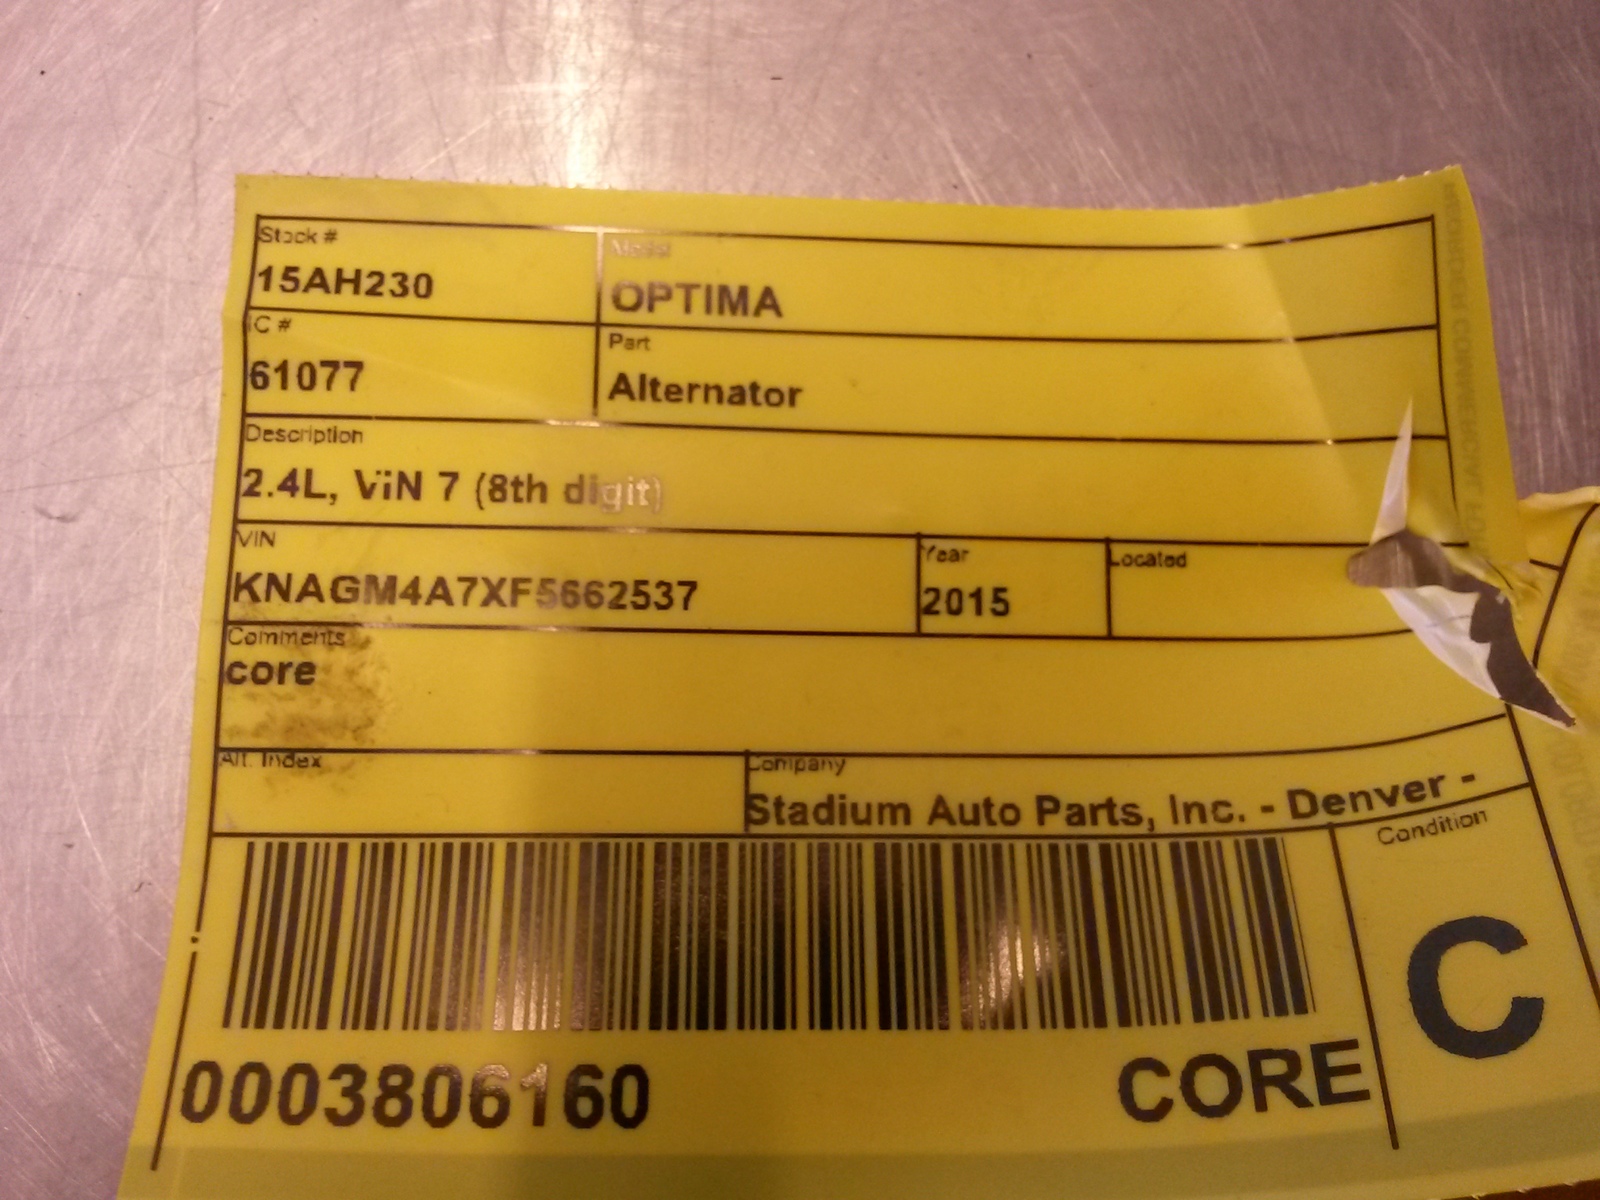 Stock #
15AH230
Model
OPTIMA
IC #
61077
Part
Alternator
Description
2.4L, ViN 7 (8th digit)
VIN
KNAGM4A7XF5662537
Year
2015
Located
Comments
core
Alt. Index
Company
Stadium Auto Parts, Inc. - Denver -
Condition
C
0003806160
CORE